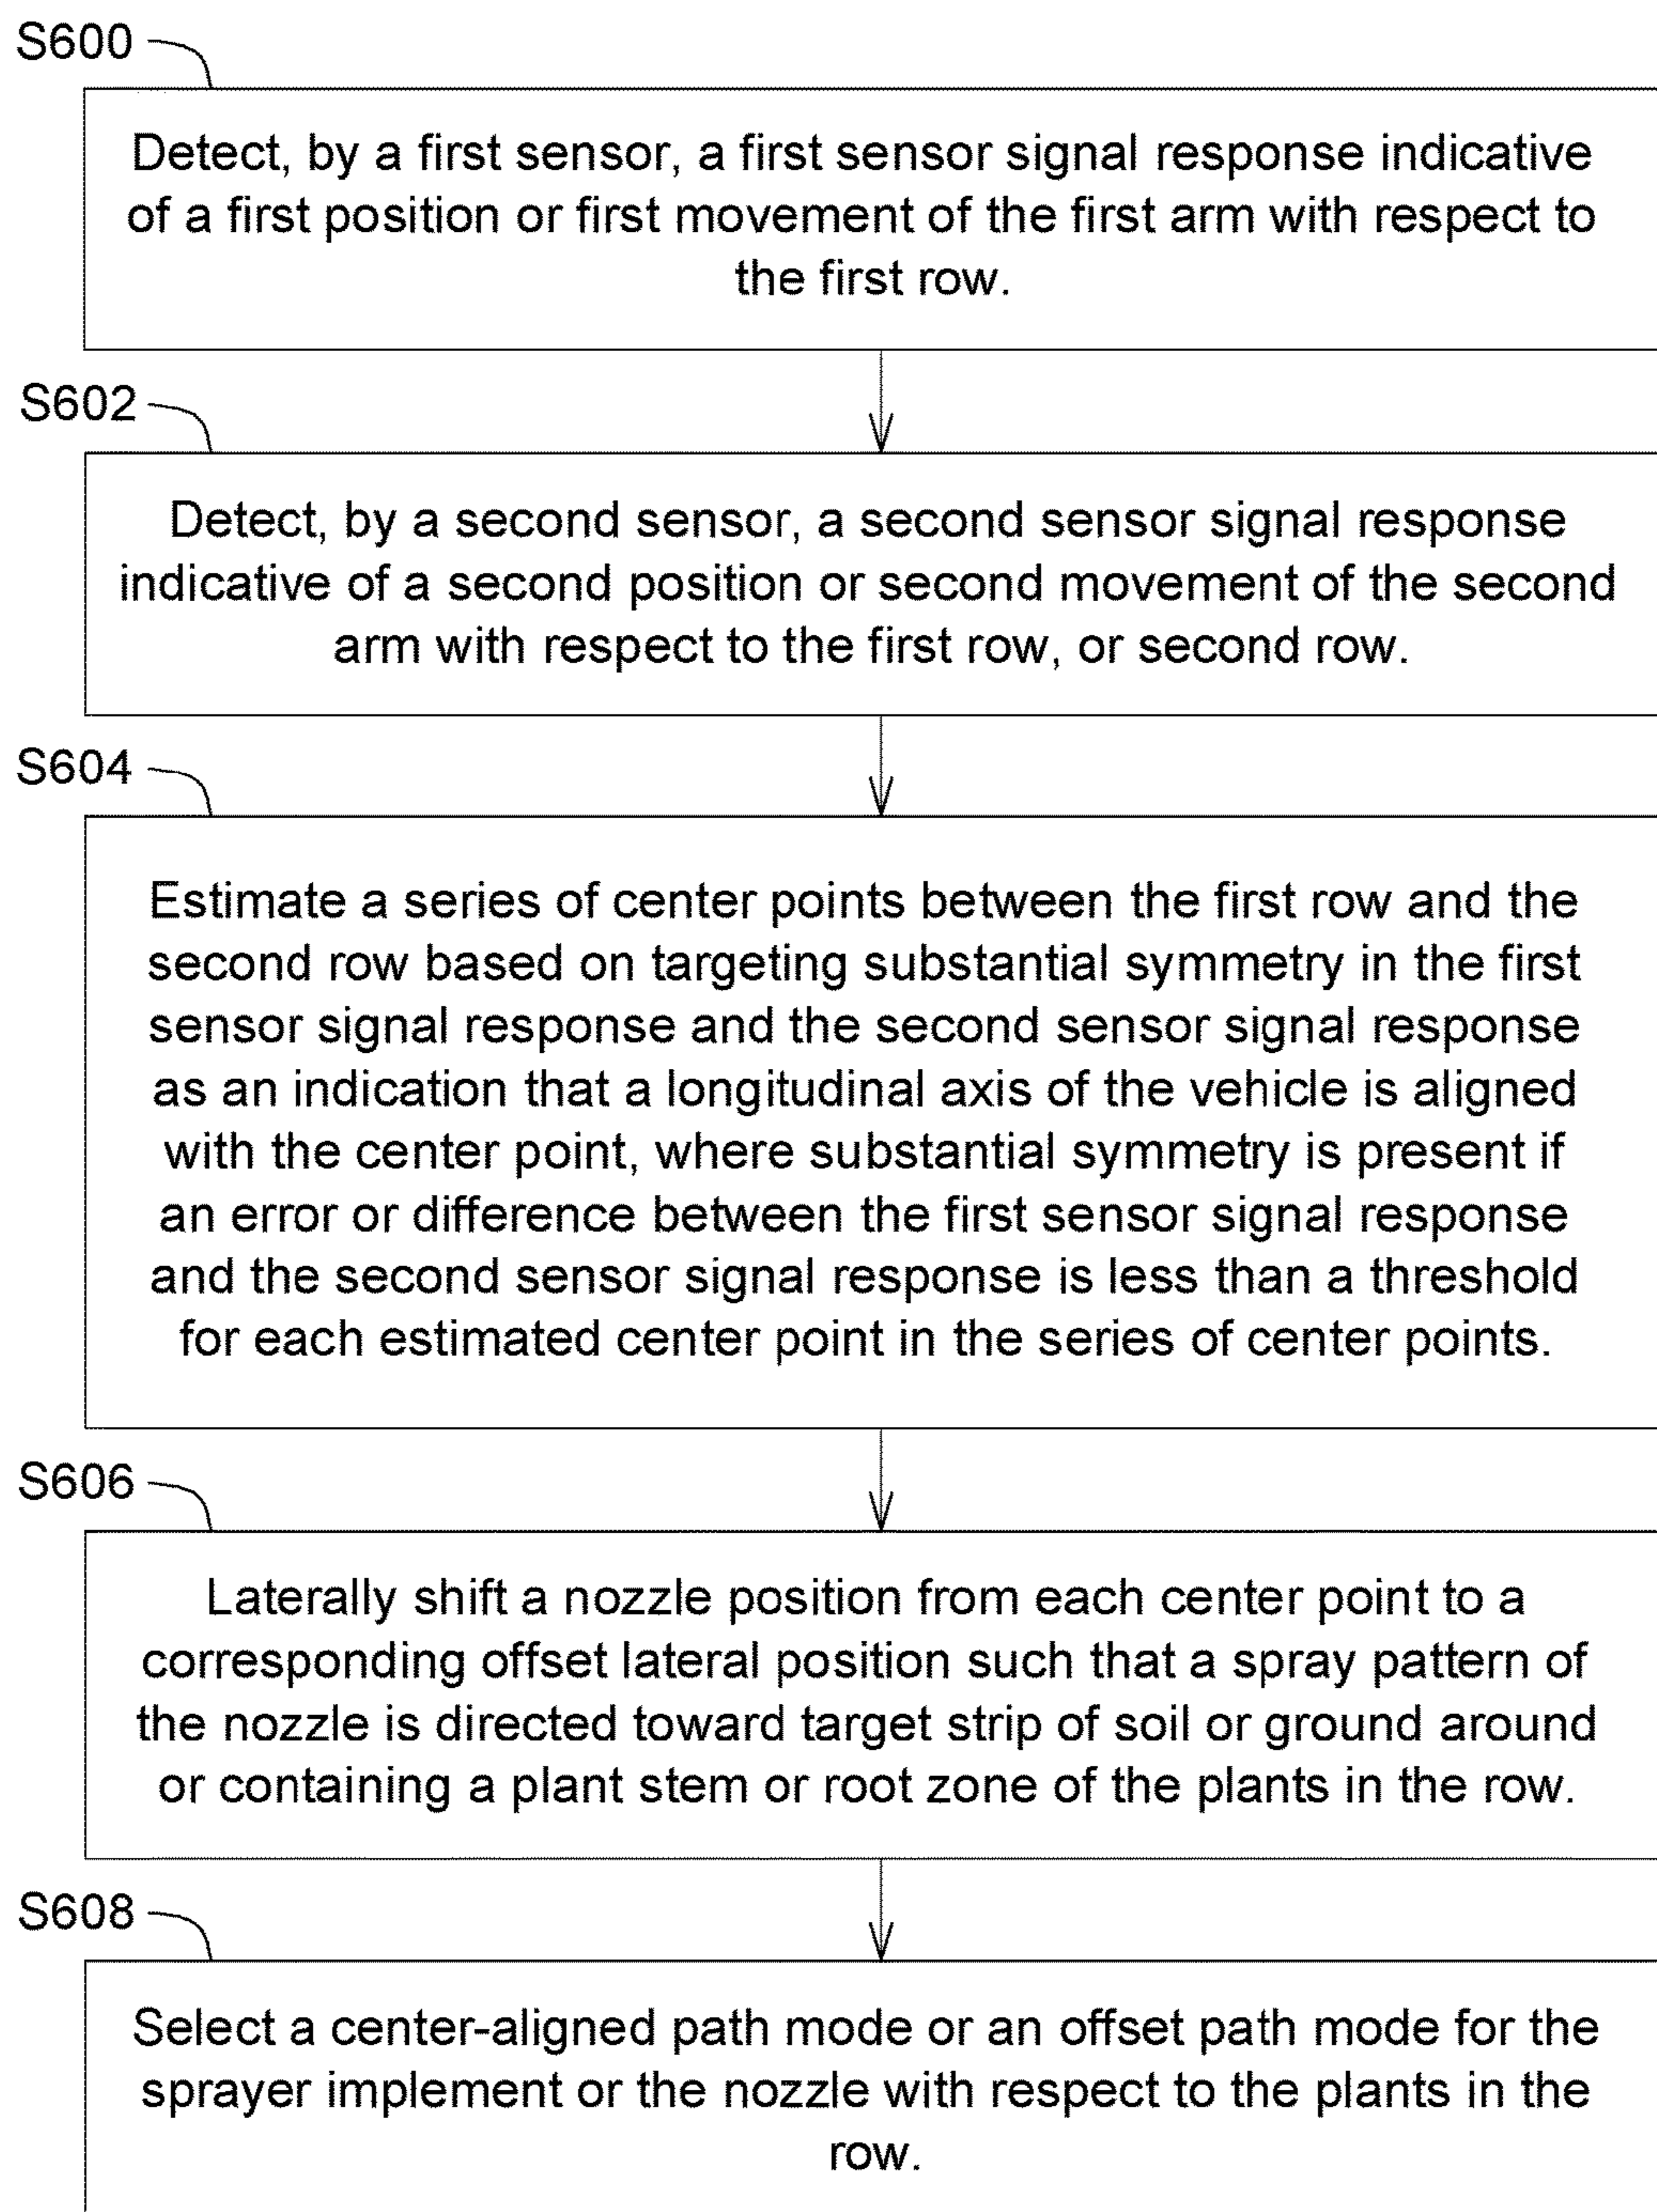 S600
Detect, by a first sensor, a first sensor signal response indicative
of a first position or first movement of the first arm with respect to
the first row.
S602
Detect, by a second sensor, a second sensor signal response
indicative of a second position or second movement of the second
arm with respect to the first row, or second row.
S604
Estimate a series of center points between the first row and the
second row based on targeting substantial symmetry in the first
sensor signal response and the second sensor signal response
as an indication that a longitudinal axis of the vehicle is aligned
with the center point, where substantial symmetry is present if
an error or difference between the first sensor signal response
and the second sensor signal response is less than a threshold
for each estimated center point in the series of center points.
S606
Laterally shift a nozzle position from each center point to a
corresponding offset lateral position such that a spray pattern of
the nozzle is directed toward target strip of soil or ground around
or containing a plant stem or root zone of the plants in the row.
S608
Select a center-aligned path mode or an offset path mode for the
sprayer implement or the nozzle with respect to the plants in the
row.